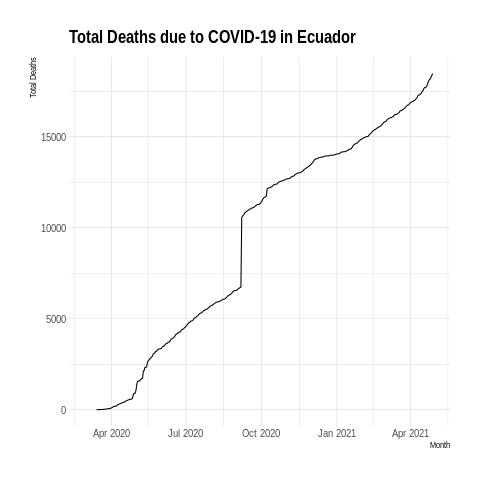 Total Deaths due to COVID-19 in Ecuador
Total Deaths
15000
10000
5000
0
Apr 2020 Jul 2020 Oct 2020 Jan 2021 Apr 2021
Month